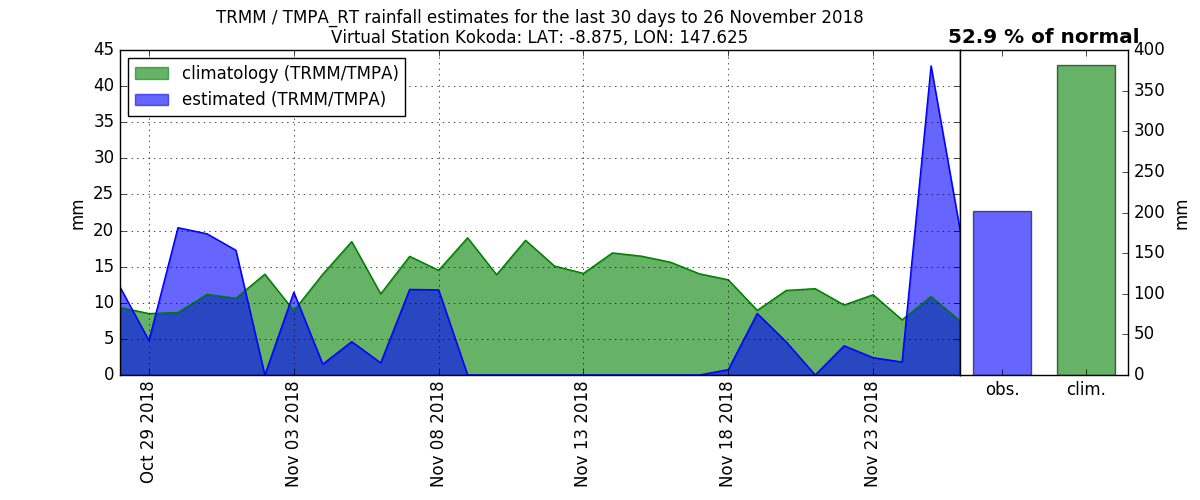 TRMM / TMPA_RT rainfall estimates for the last 30 days to 26 November 2018
Virtual Station Kokoda: LAT: -8.875, LON: 147.625
52.9 % of normal
climatology (TRMM/TMPA)
estimated (TRMM/TMPA)
mm
45
40
35
30
25
20
15
10
5
0
Oct 29 2018
Nov 03 2018
Nov 08 2018
Nov 13 2018
Nov 18 2018
Nov 23 2018
obs.
clim.
400
350
300
250
200
150
100
50
0
mm